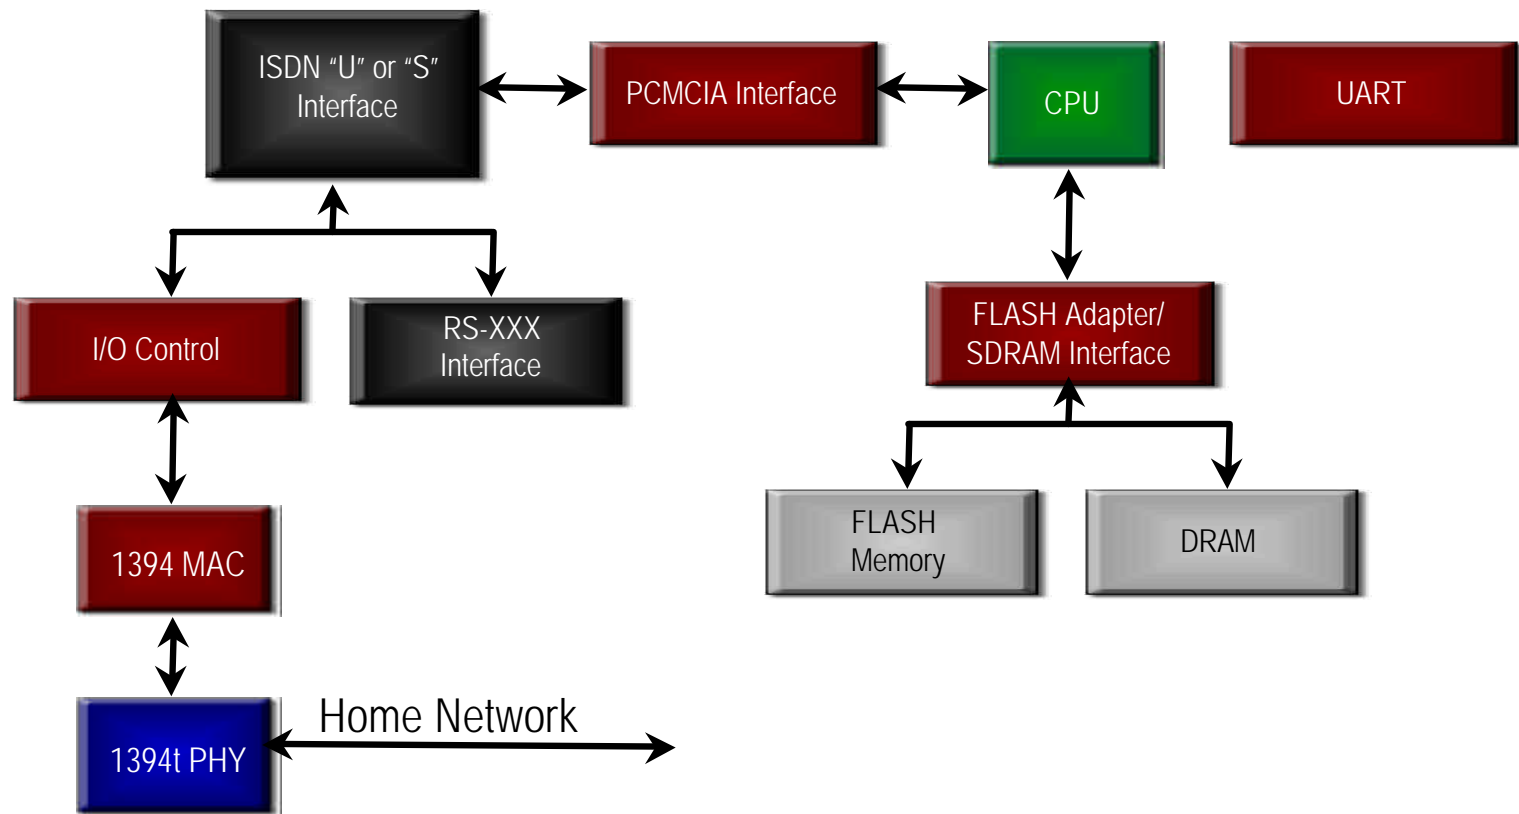 ISDN “U” or “S”
Interface
PCMCIA Interface
CPU
UART
I/O Control
RS-XXX
Interface
FLASH Adapter/
SDRAM Interface
FLASH
Memory
DRAM
1394 MAC
Home Network
1394t PHY